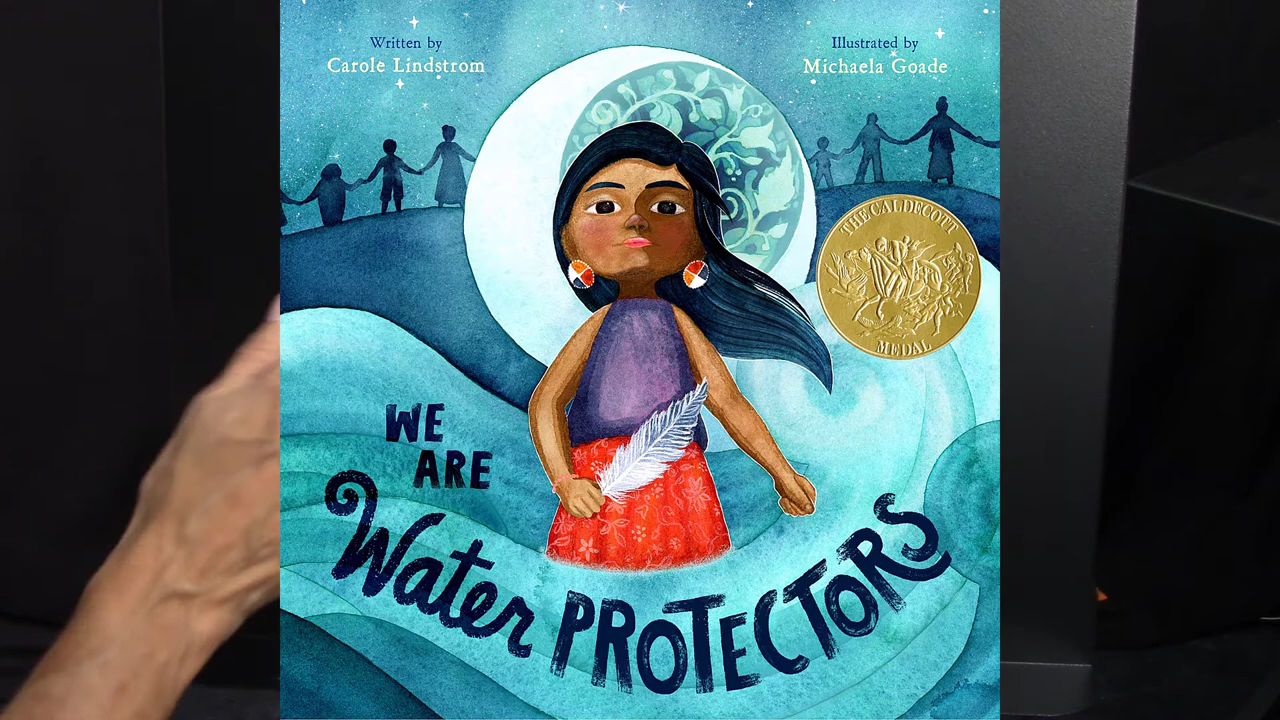 Written by
Carole Lindstrom
Illustrated by
Michaela Goade
THE CALDECOTT
MEDAL
WE
ARE
Water PROTECTORS